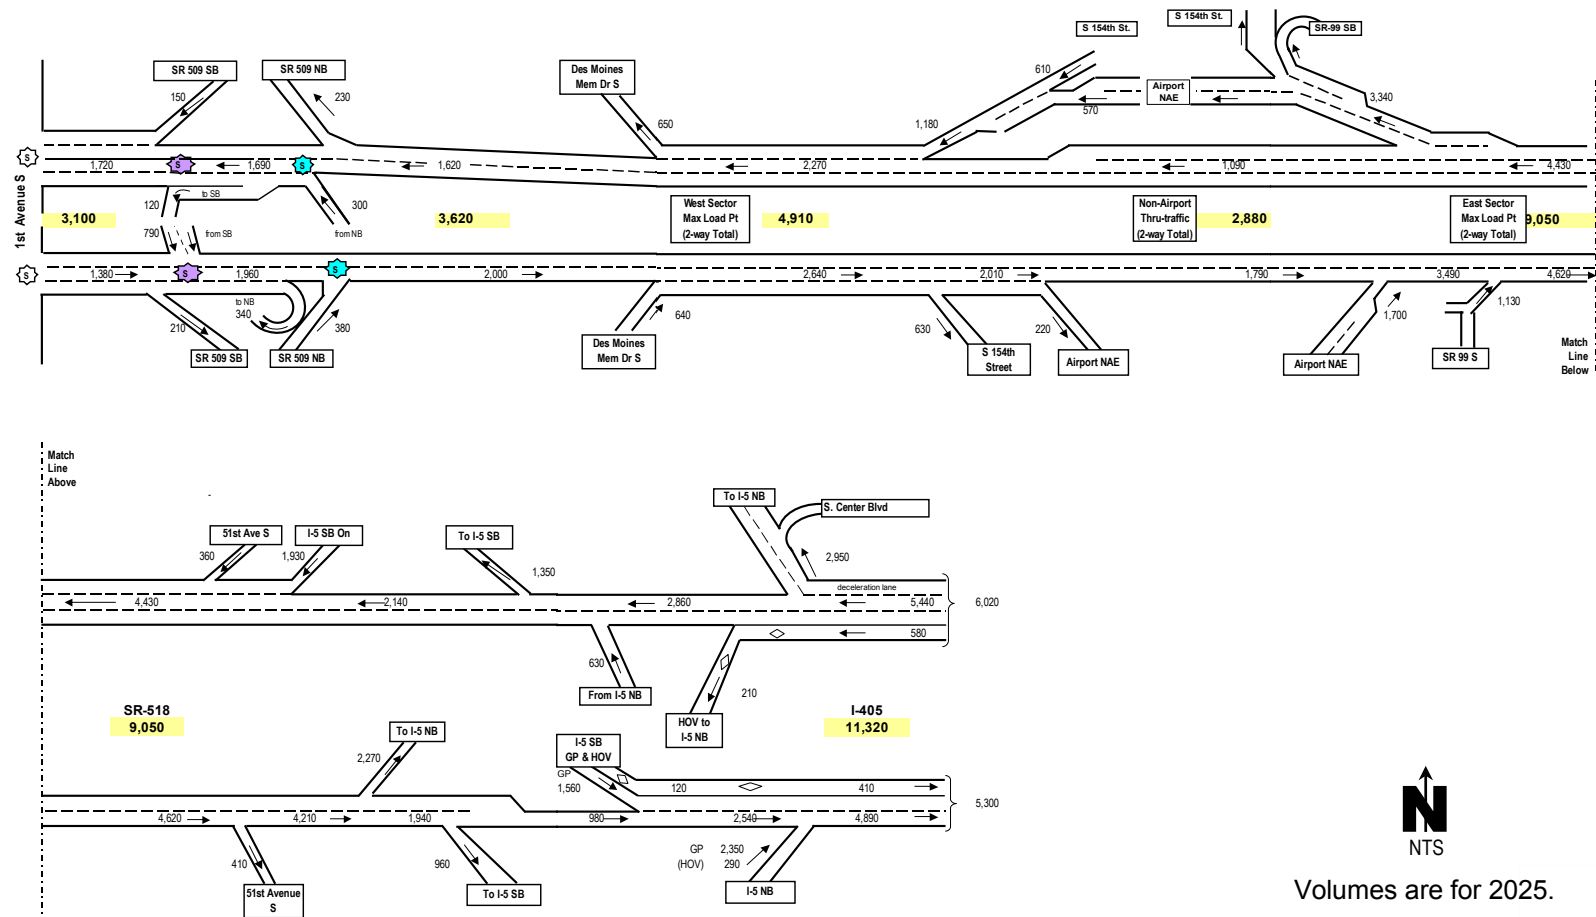 S 154th St.
S 154th St.
SR-99 SB
SR 509 SB
SR 509 NB
Des Moines
Mem Dr S
610
Airport
NAE
150
230
570
3,340
650
1,180
S
1,720
S
1,690
S
1,620
2,270
1,090
4,430
1st Avenue S
120
to SB
300
3,100
3,620
West Sector
Max Load Pt
(2-way Total)
4,910
Non-Airport
Thru-traffic
(2-way Total)
2,880
East Sector
Max Load Pt
(2-way Total)
9,050
790
from SB
from NB
S
1,380
S
1,960
S
2,000
2,640
2,010
1,790
3,490
4,620
to NB
340
210
380
640
630
220
1,700
1,130
SR 509 SB
SR 509 NB
Des Moines
Mem Dr S
S 154th
Street
Airport NAE
Airport NAE
SR 99 S
Match
Line
Below
Match
Line
Above
-
To I-5 NB
S. Center Blvd
51st Ave S
I-5 SB On
To I-5 SB
360
1,930
1,350
2,950
deceleration lane
4,430
2,140
2,860
5,440
6,020
580
630
From I-5 NB
210
HOV to
I-5 NB
SR-518
9,050
I-405
11,320
To I-5 NB
2,270
I-5 SB
GP & HOV
GP
1,560
120
410
5,300
4,620
4,210
1,940
980
2,540
4,890
410
960
GP 2,350
(HOV) 290
51st Avenue
S
To I-5 SB
I-5 NB
N
NTS
Volumes are for 2025.